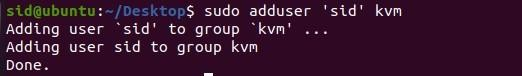 sid@ubuntu:~/Desktop$ sudo adduser 'sid' kvm
Adding user `sid' to group `kvm' ...
Adding user sid to group kvm
Done.